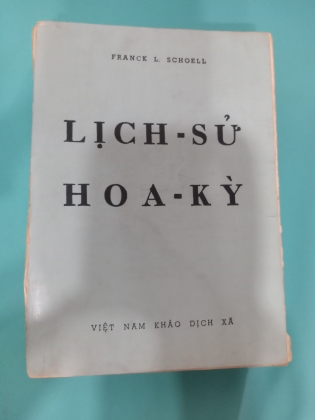 FRANCK L. SCHOELL
LỊCH-SỬ
HOA-KỲ
VIỆT NAM KHẢO DỊCH XÃ